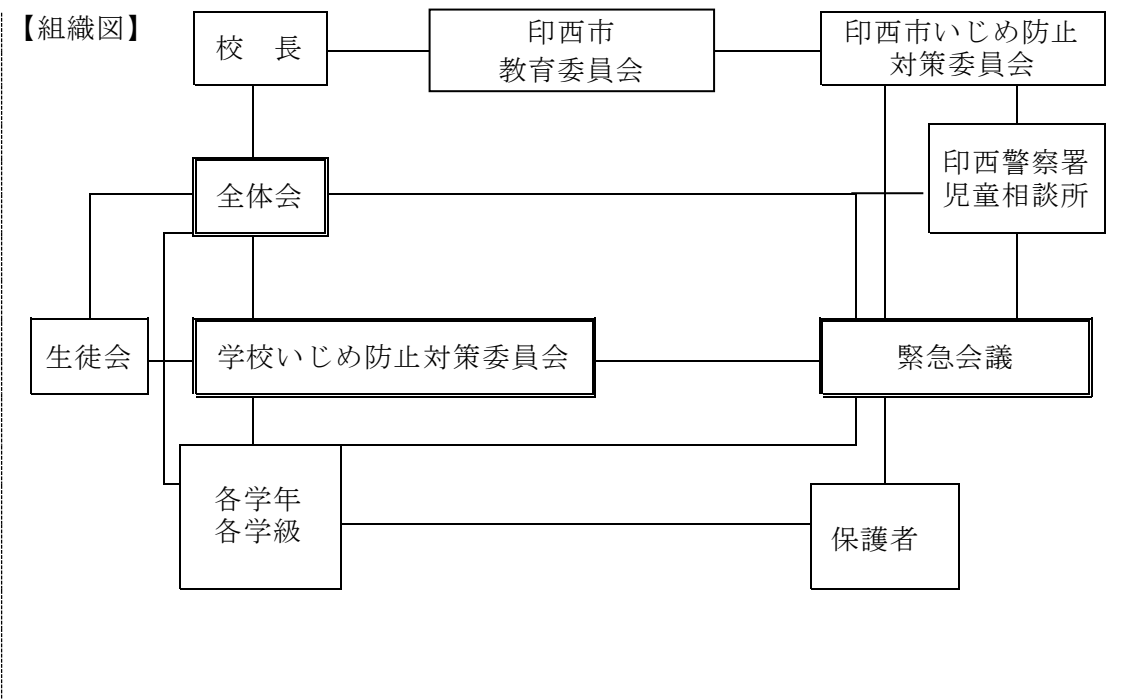 【組織図】
校　長
印西市
教育委員会
印西市いじめ防止
対策委員会
印西警察署
児童相談所
全体会
生徒会
学校いじめ防止対策委員会
緊急会議
各学年
各学級
保護者